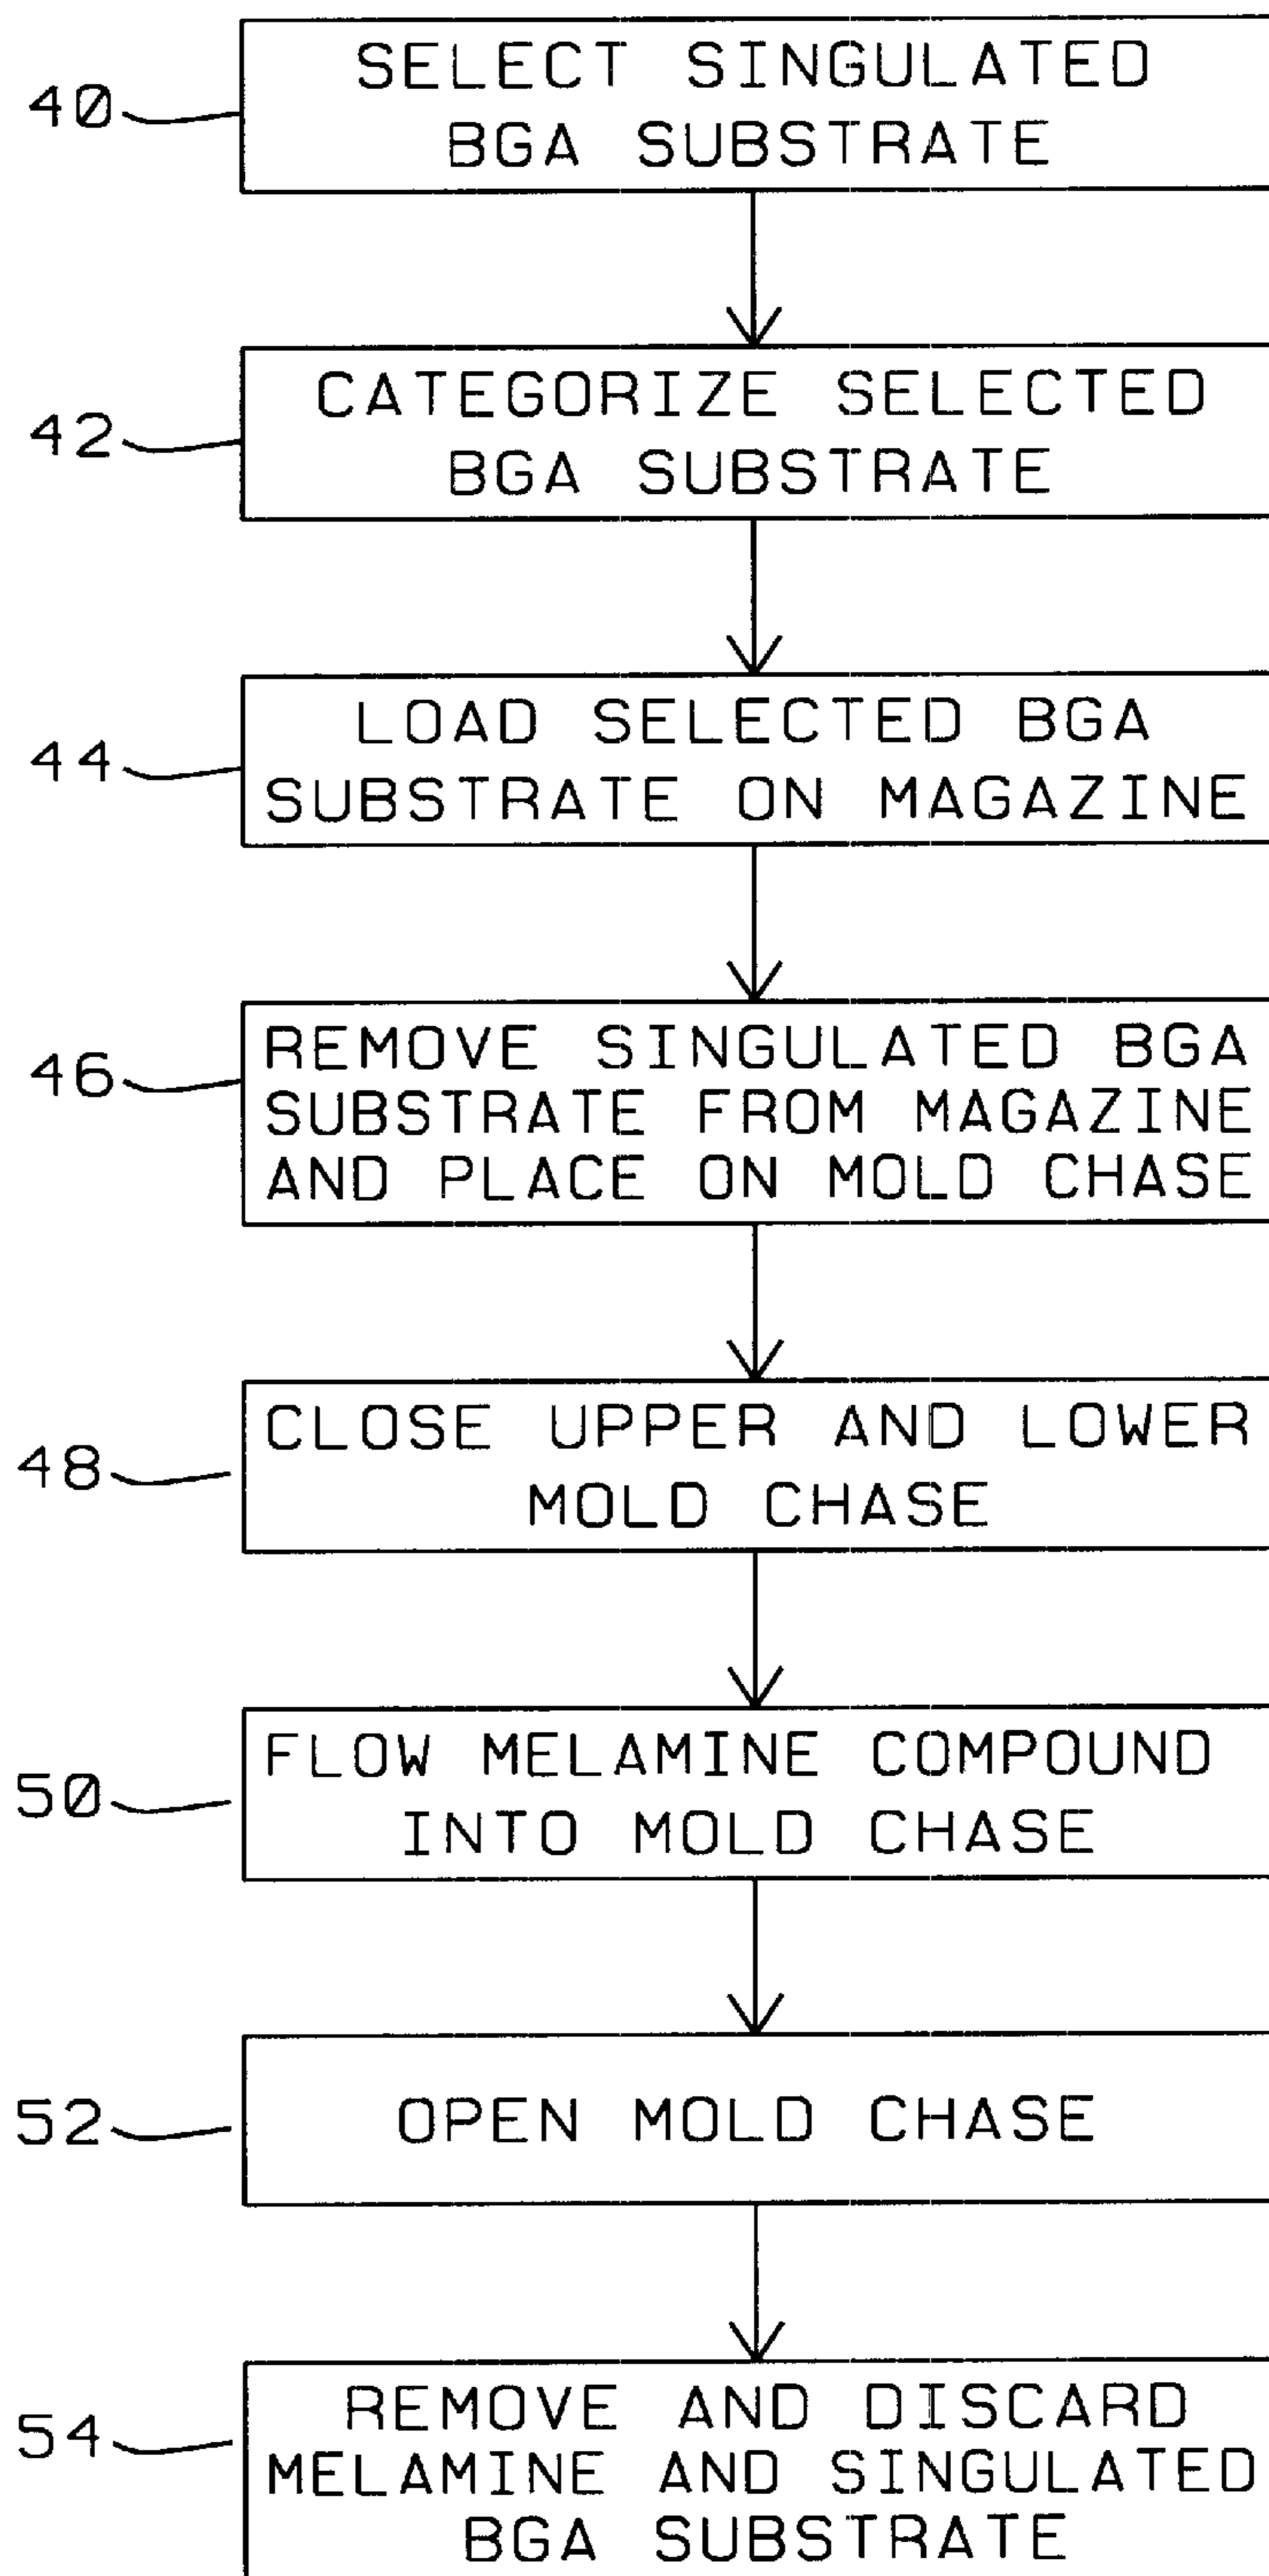 40
SELECT SINGULATED
BGA SUBSTRATE
42
CATEGORIZE SELECTED
BGA SUBSTRATE
44
LOAD SELECTED BGA
SUBSTRATE ON MAGAZINE
46
REMOVE SINGULATED BGA
SUBSTRATE FROM MAGAZINE
AND PLACE ON MOLD CHASE
48
CLOSE UPPER AND LOWER
MOLD CHASE
50
FLOW MELAMINE COMPOUND
INTO MOLD CHASE
52
OPEN MOLD CHASE
54
REMOVE AND DISCARD
MELAMINE AND SINGULATED
BGA SUBSTRATE